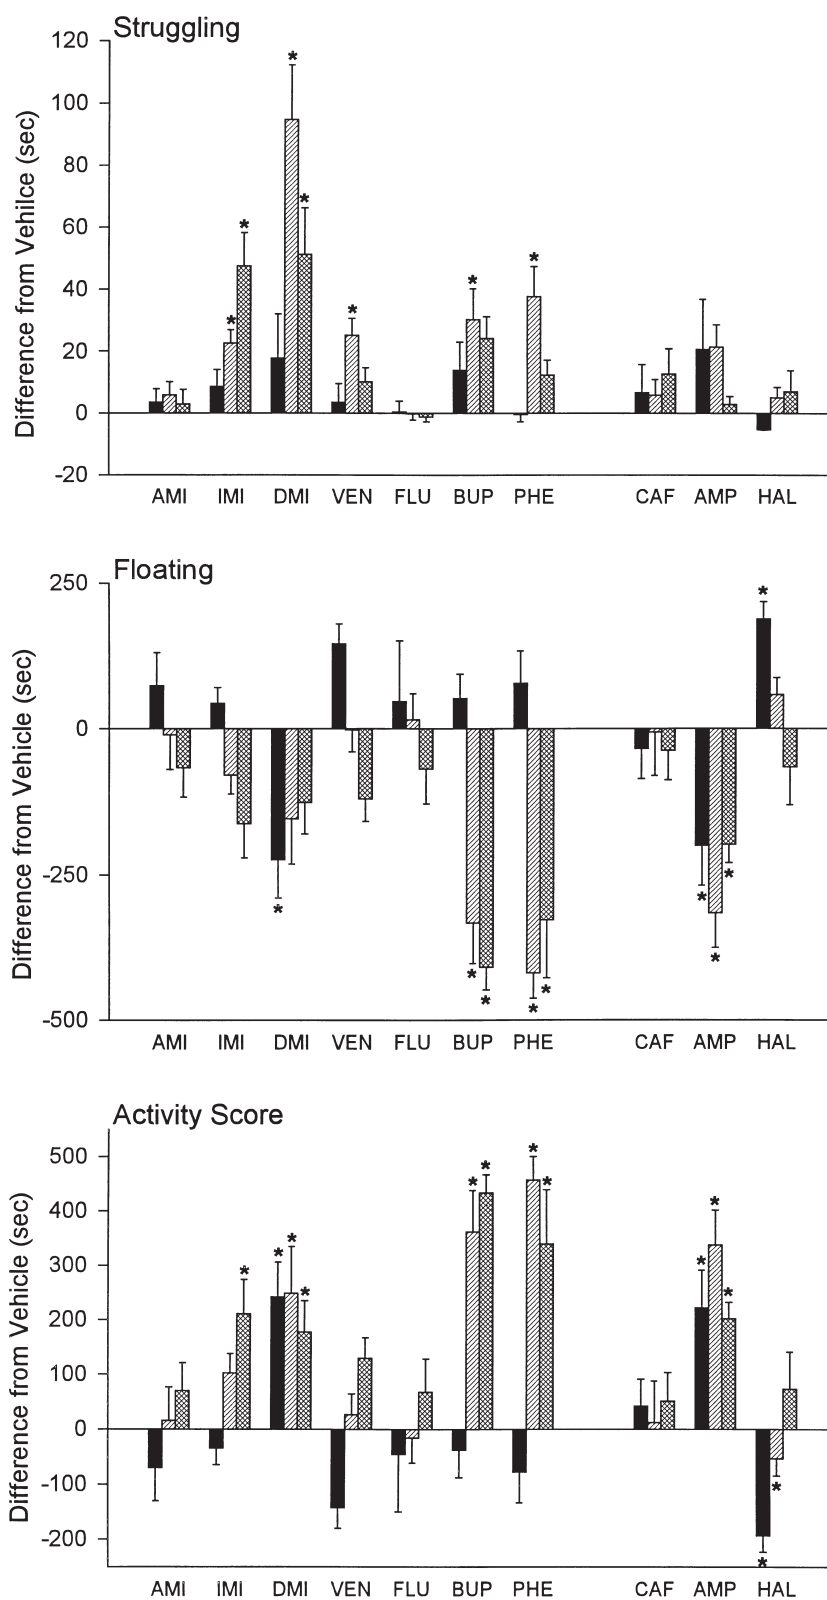 Struggling
Difference from Vehilce (sec)
120
100
80
60
40
20
0
-20
AMI IMI DMI VEN FLU BUP PHE CAF AMP HAL
Floating
Difference from Vehicle (sec)
250
0
-250
-500
AMI IMI DMI VEN FLU BUP PHE CAF AMP HAL
Activity Score
Difference from Vehicle (sec)
500
400
300
200
100
0
-100
-200
AMI IMI DMI VEN FLU BUP PHE CAF AMP HAL